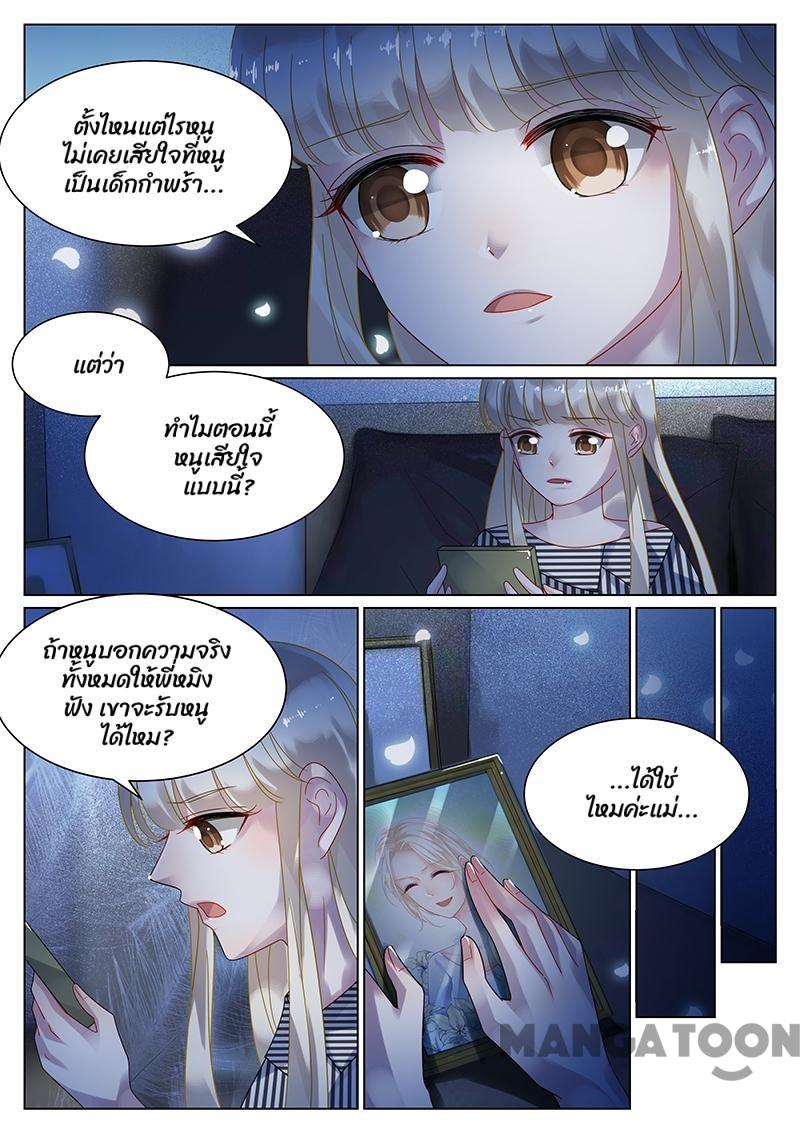 ตั้งไหนแต่ไรหนู
ไม่เคยเสียใจที่หนู
เป็นเด็กกำพร้า...
แต่ว่า
ทำไมตอนนี้
หนูเสียใจ
แบบนี้?
ถ้าหนูบอกความจริง
ทั้งหมดให้พี่หมิง
ฟัง เขาจะรับหนู
ได้ไหม?
...ได้ใช่
ไหมค่ะแม่...
MANGATOON